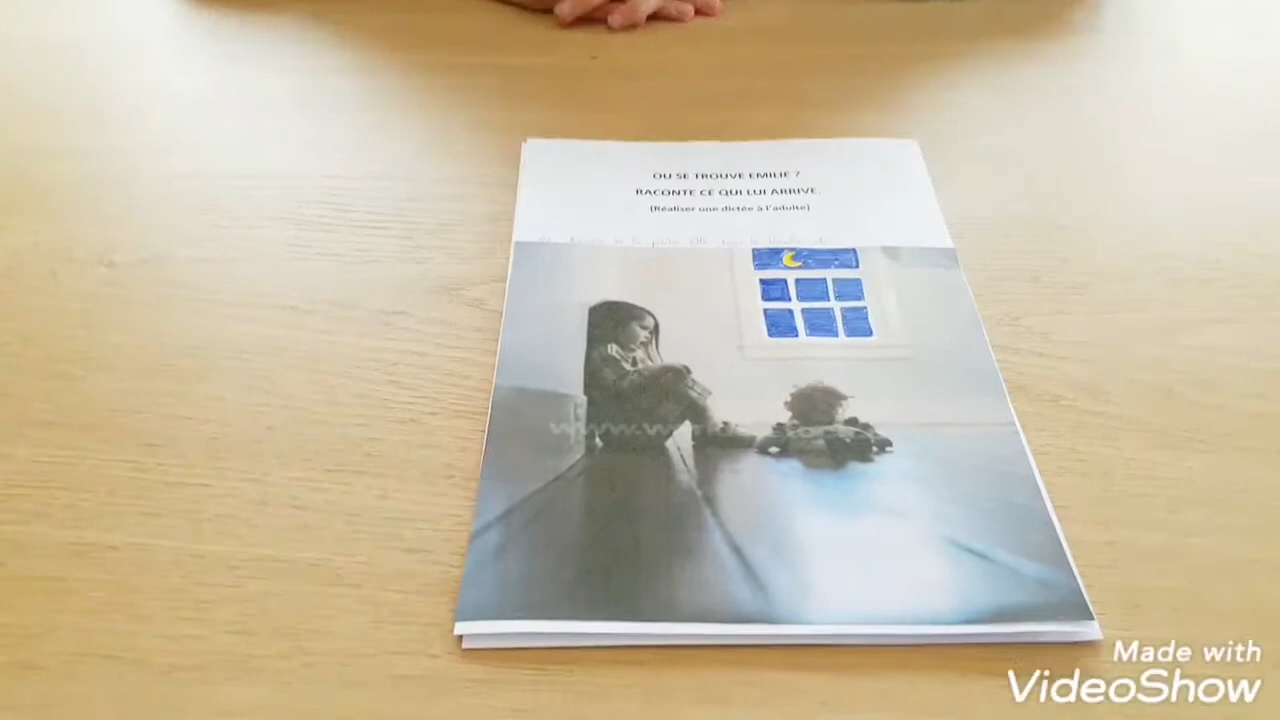 OU SE TROUVE EMILIE ?
RACONTE CE QUI LUI ARRIVE.
(Réaliser une dictée à l'adulte)
Made with
VideoShow